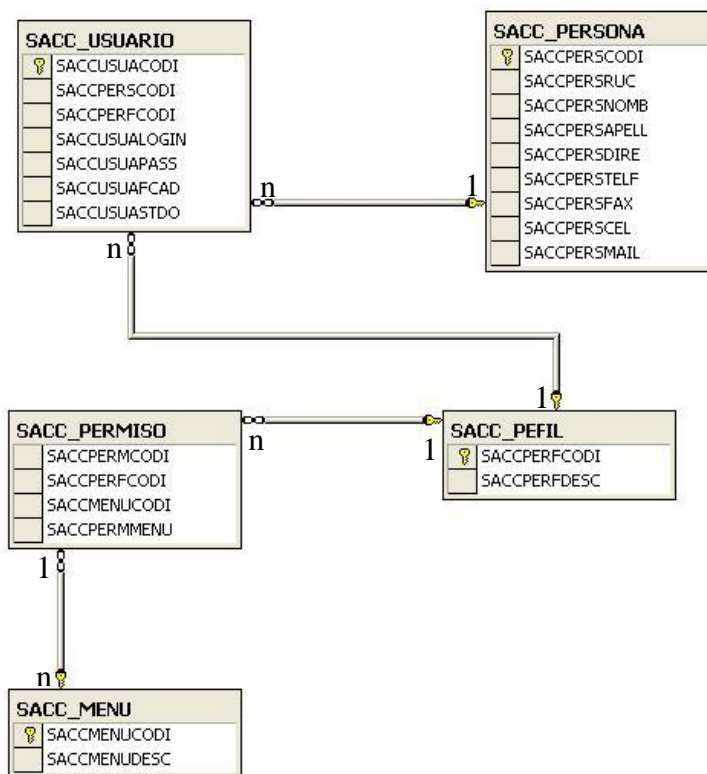 SACC_USUARIO
SACCUSUACODI
SACCPERSCODI
SACCPERFCODI
SACCUSUALOGIN
SACCUSUAPASS
SACCUSUAFCAD
SACCUSUASTDO
SACC_PERSONA
SACCPERSCODI
SACCPERSRUC
SACCPERSNOMB
SACCPERSAPELL
SACCPERSDIRE
SACCPERSTELF
SACCPERSFAX
SACCPERSCEL
SACCPERSMAIL
n
1
n
1
SACC_PERMISO
SACCPERMCODI
SACCPERFCODI
SACCMENUCODI
SACCPERMMENU
n
1
SACC_PEFIL
SACCPERFCODI
SACCPERFDESC
1
n
SACC_MENU
SACCMENUCODI
SACCMENUDESC